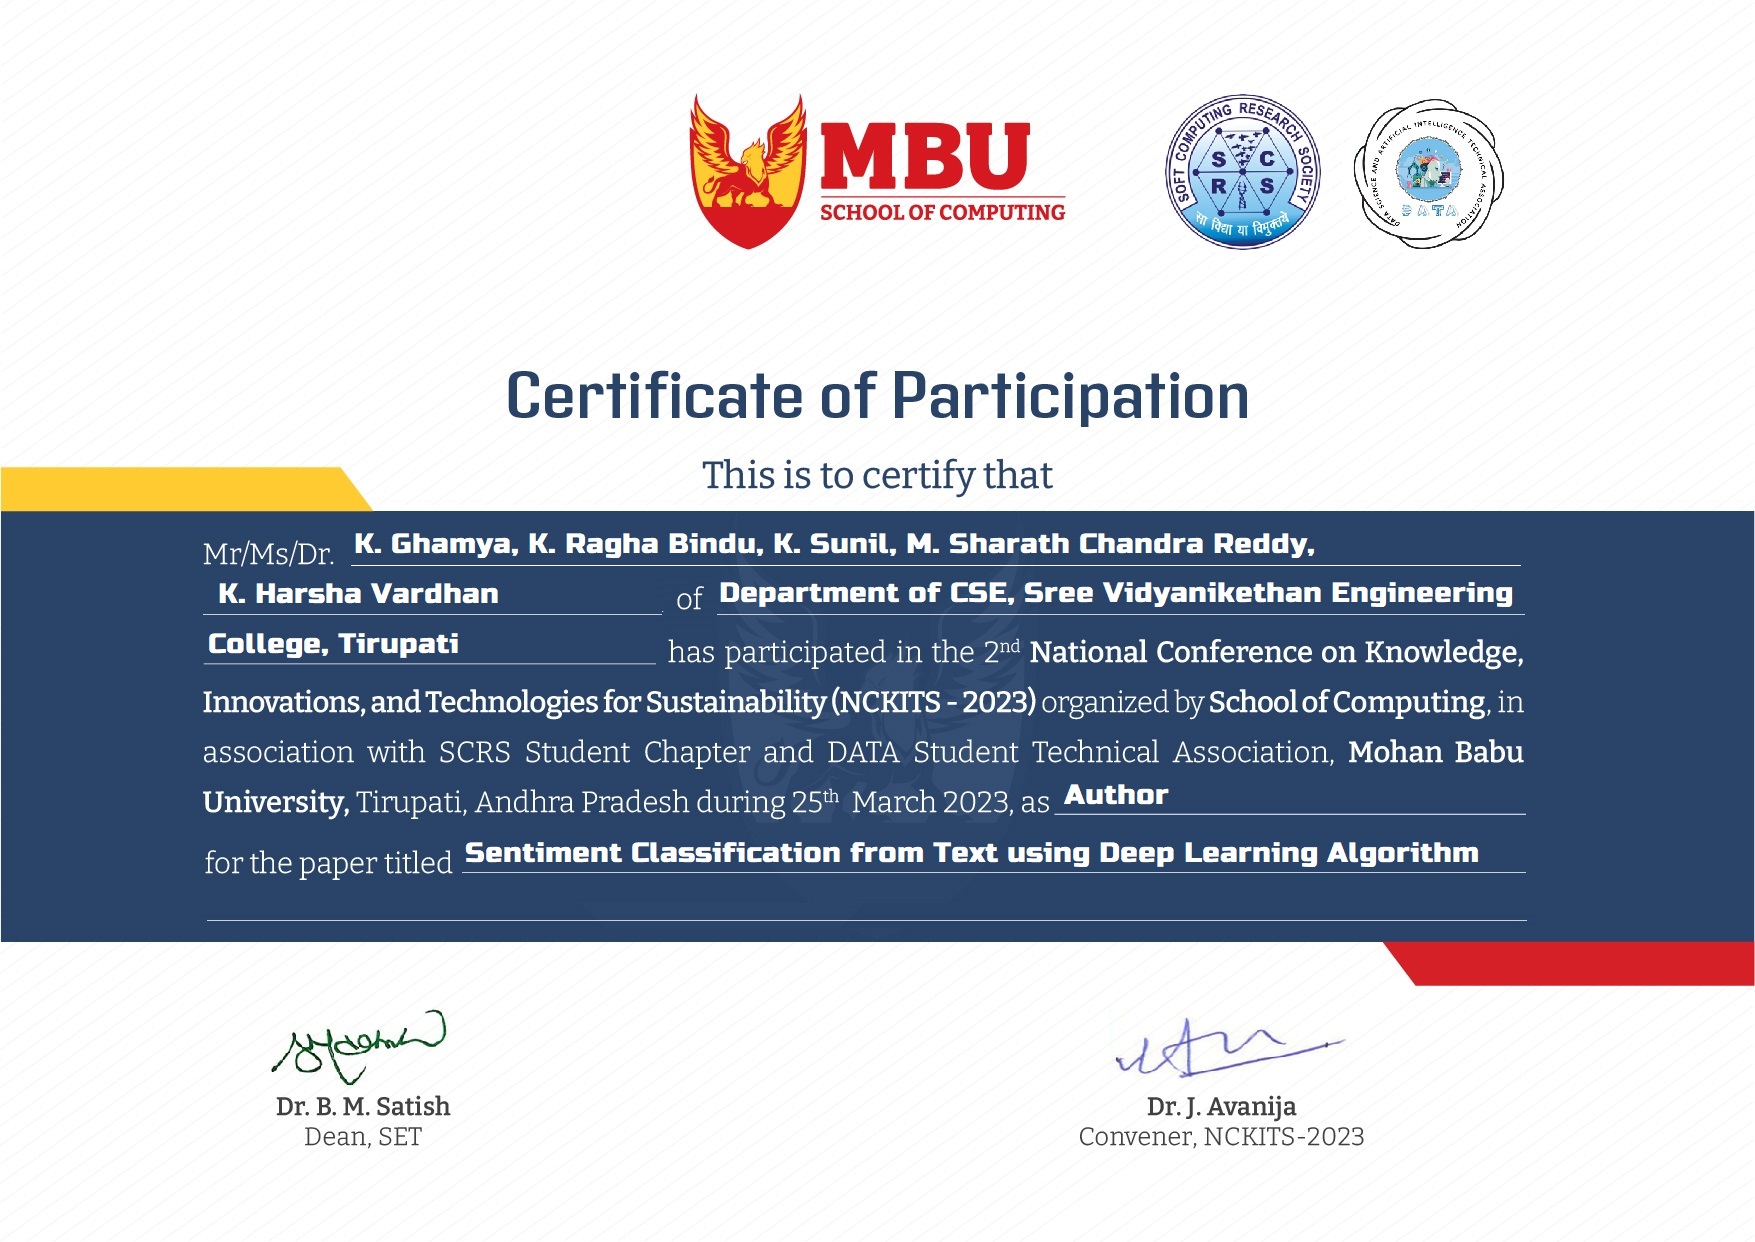 MBU
SCHOOL OF COMPUTING
SOFT COMPUTING RESEARCH SOCIETY
S C
R S
सा विद्या या विमुक्तये
DATA SCIENCE AND ARTIFICIAL INTELLIGENCE TECHNICAL ASSOCIATION
DATA
Certificate of Participation
This is to certify that
Mr/Ms/Dr. K. Ghamya, K. Ragha Bindu, K. Sunil, M. Sharath Chandra Reddy,
K. Harsha Vardhan of Department of CSE, Sree Vidyanikethan Engineering
College, Tirupati has participated in the 2nd National Conference on Knowledge,
Innovations, and Technologies for Sustainability (NCKITS - 2023) organized by School of Computing, in
association with SCRS Student Chapter and DATA Student Technical Association, Mohan Babu
University, Tirupati, Andhra Pradesh during 25th March 2023, as Author
for the paper titled Sentiment Classification from Text using Deep Learning Algorithm
Dr. B. M. Satish
Dean, SET
Dr. J. Avanija
Convener, NCKITS-2023